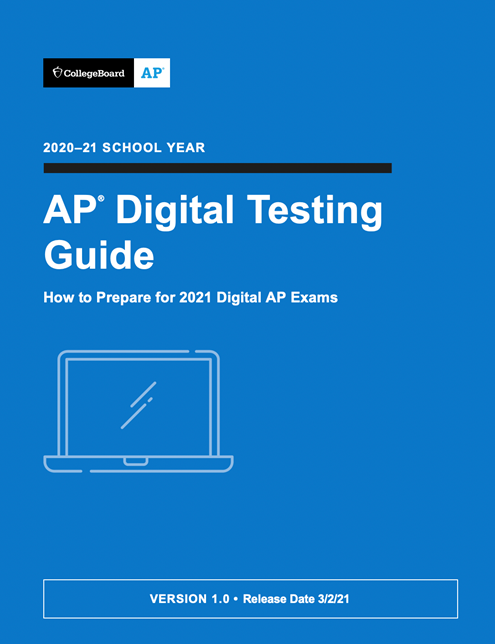 CollegeBoard AP®
2020–21 SCHOOL YEAR
AP® Digital Testing
Guide
How to Prepare for 2021 Digital AP Exams
VERSION 1.0 • Release Date 3/2/21